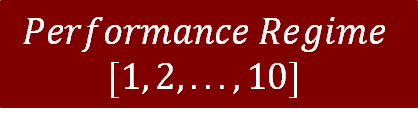 Performance Regime
[1, 2, . . . , 10]